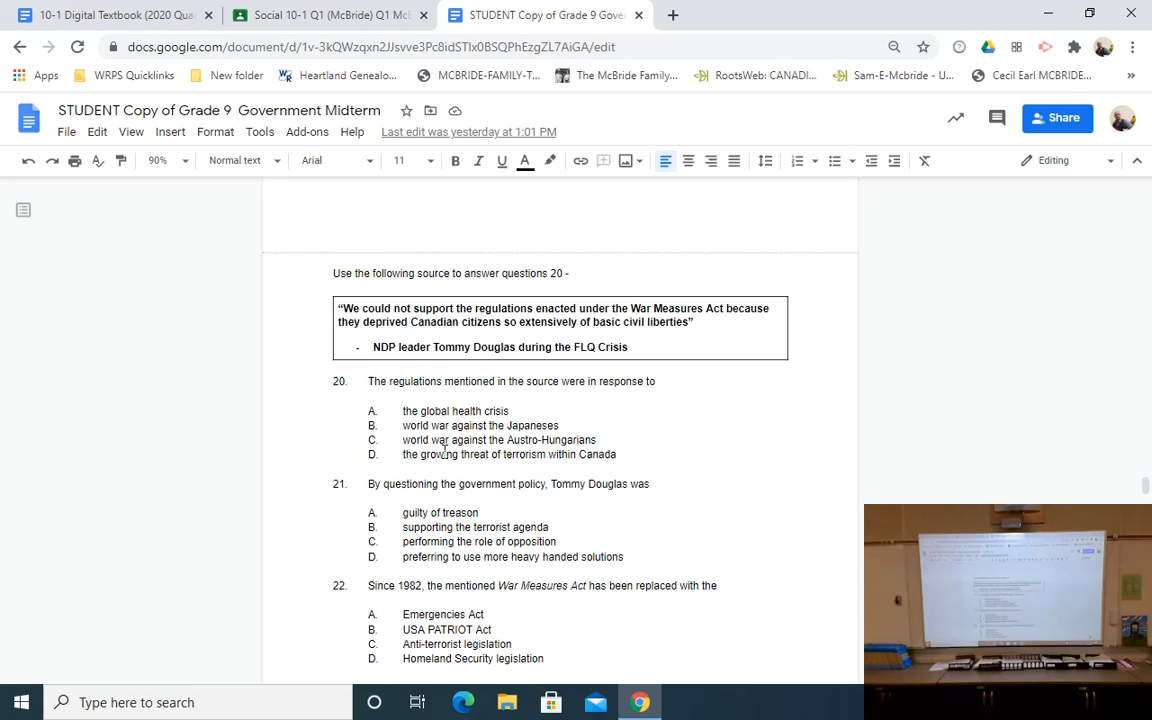 10-1 Digital Textbook (2020 Qua
Social 10-1 Q1 (McBride) Q1 McB
STUDENT Copy of Grade 9 Gover
docs.google.com/document/d/1v-3kQWzqxn2JJsvve3Pc8idSTIx0BSQPhEzgZL7AiGA/edit
Apps
WRPS Quicklinks
New folder
Heartland Genealo...
MCBRIDE-FAMILY-T...
The McBride Family...
RootsWeb: CANADI...
Sam-E-Mcbride - U...
Cecil Earl MCBRIDE...
»
STUDENT Copy of Grade 9 Government Midterm
File Edit View Insert Format Tools Add-ons Help Last edit was yesterday at 1:01 PM
Share
90% Normal text Arial 11 B I U A Editing
Use the following source to answer questions 20 -
“We could not support the regulations enacted under the War Measures Act because
they deprived Canadian citizens so extensively of basic civil liberties”
- NDP leader Tommy Douglas during the FLQ Crisis
20. The regulations mentioned in the source were in response to
A. the global health crisis
B. world war against the Japaneses
C. world war against the Austro-Hungarians
D. the growing threat of terrorism within Canada
21. By questioning the government policy, Tommy Douglas was
A. guilty of treason
B. supporting the terrorist agenda
C. performing the role of opposition
D. preferring to use more heavy handed solutions
22. Since 1982, the mentioned War Measures Act has been replaced with the
A. Emergencies Act
B. USA PATRIOT Act
C. Anti-terrorist legislation
D. Homeland Security legislation
Type here to search